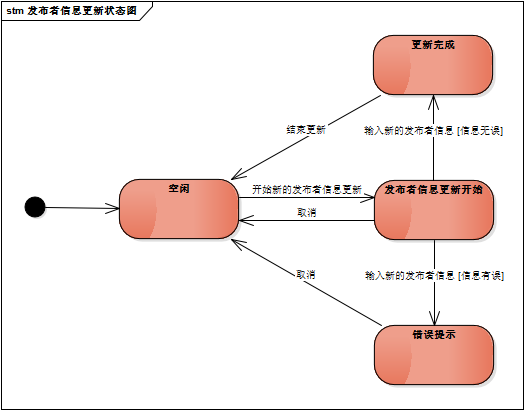 stm 发布者信息更新状态图
更新完成
结束更新
输入新的发布者信息 [信息无误]
空闲
开始新的发布者信息更新
发布者信息更新开始
取消
取消
输入新的发布者信息 [信息有误]
错误提示